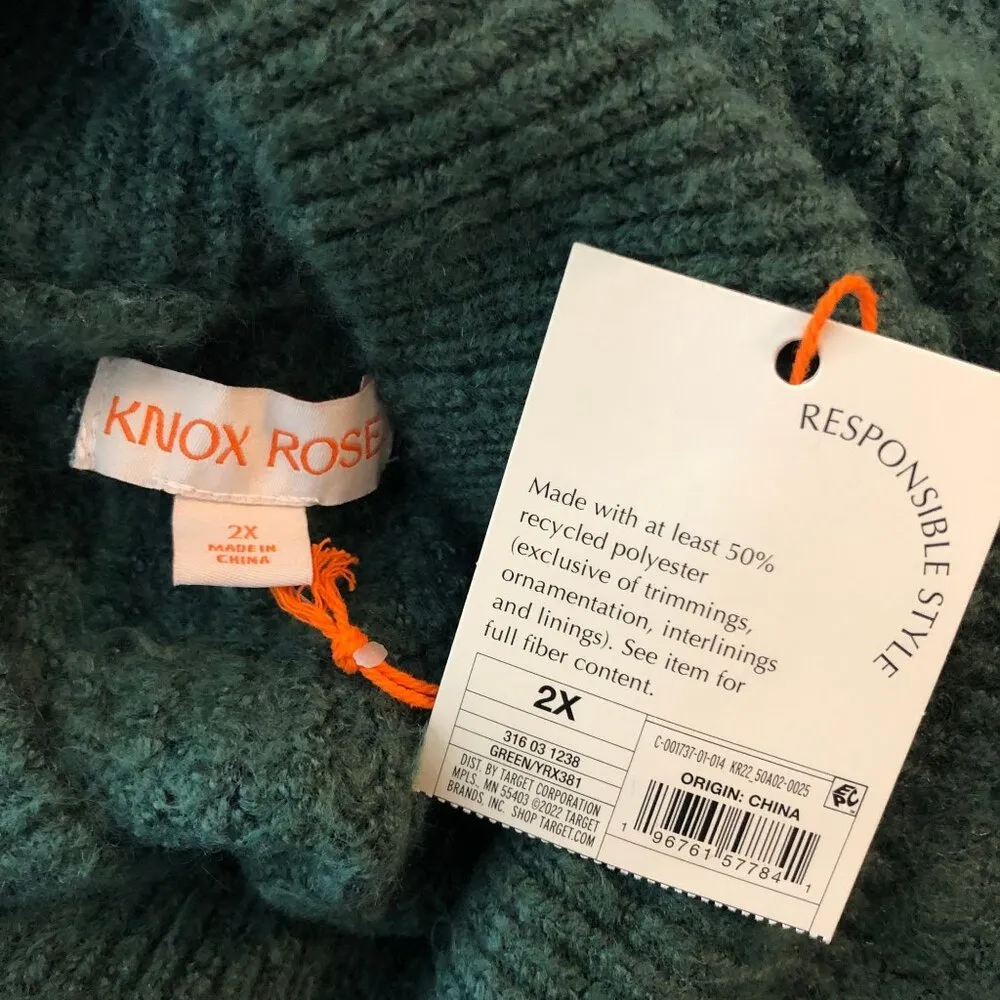 KNOX ROSE
2X
MADE IN
CHINA
RESPONSIBLE STYLE
Made with at least 50%
recycled polyester
(exclusive of trimmings,
ornamentation, interlinings
and linings). See item for
full fiber content.
2X
316 03 1238
GREEN/YRX381
DIST. BY TARGET CORPORATION
MPLS., MN 55403 ©2022 TARGET
BRANDS, INC. SHOP TARGET.COM
C-001737-01-014 KR22_50A02-0025
ORIGIN: CHINA
EPC
1 96761 57784 1